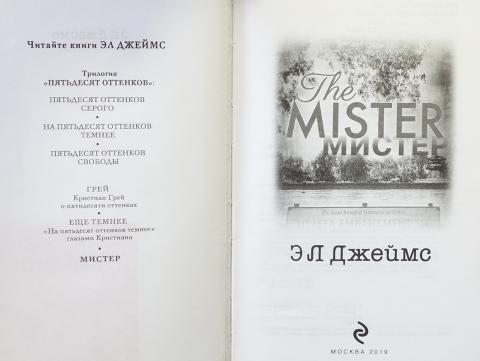 Читайте книги ЭЛ ДЖЕЙМС
Трилогия
«ПЯТЬДЕСЯТ ОТТЕНКОВ»:
ПЯТЬДЕСЯТ ОТТЕНКОВ
СЕРОГО
•
НА ПЯТЬДЕСЯТ ОТТЕНКОВ
ТЕМНЕЕ
•
ПЯТЬДЕСЯТ ОТТЕНКОВ
СВОБОДЫ
ГРЕЙ
Кристиан Грей
о пятидесяти оттенках
•
ЕЩЕ ТЕМНЕЕ
«На пятьдесят оттенков темнее»
глазами Кристиана
•
МИСТЕР
The
MISTER
МИСТЕР
ЭЛ Джеймс
МОСКВА 2019